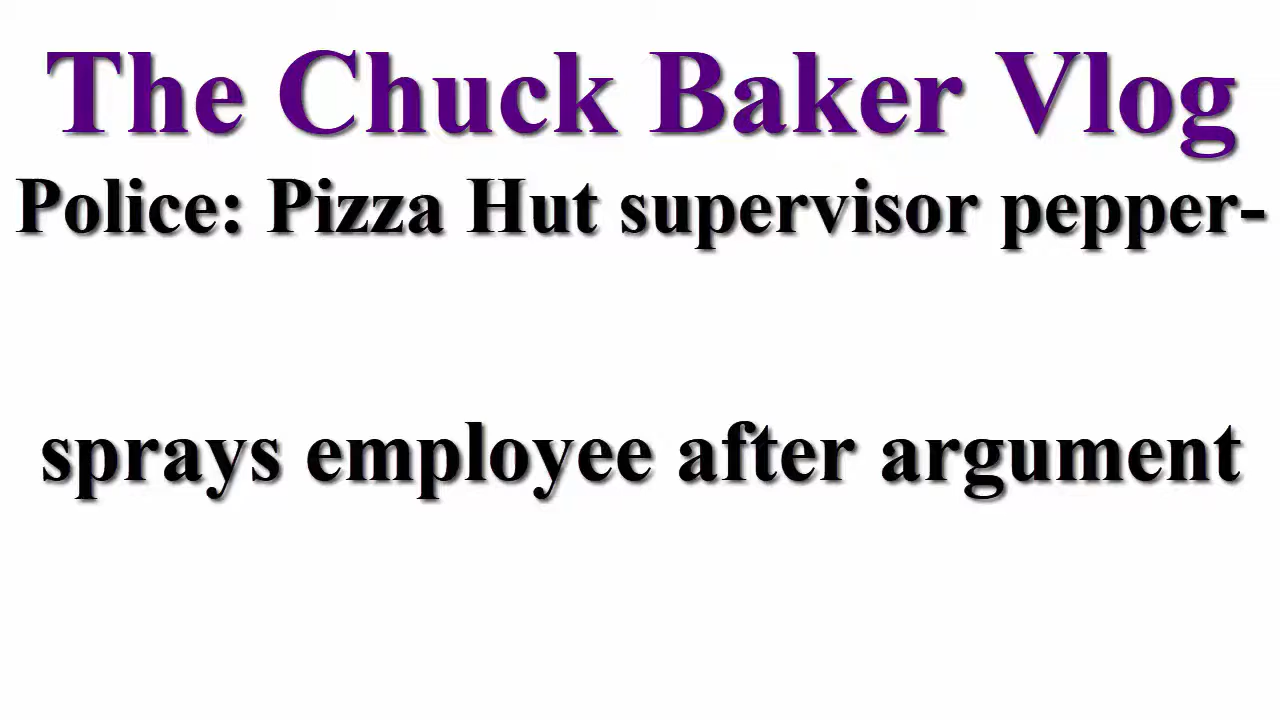 The Chuck Baker Vlog
Police: Pizza Hut supervisor pepper-
sprays employee after argument